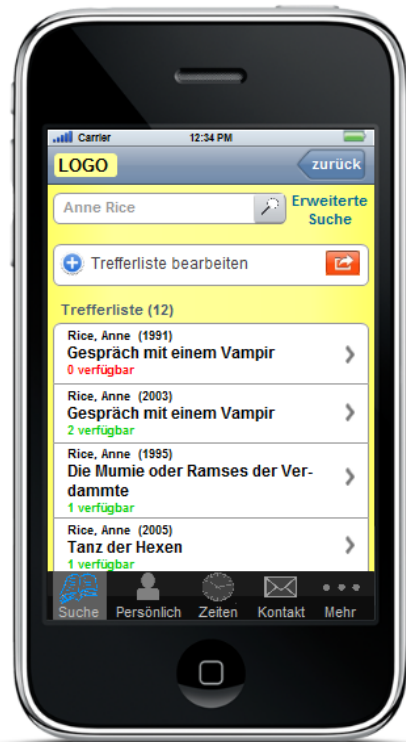 Carrier 12:34 PM
LOGO zurück
Anne Rice Erweiterte
Suche
Trefferliste bearbeiten
Trefferliste (12)
Rice, Anne (1991)
Gespräch mit einem Vampir
0 verfügbar
Rice, Anne (2003)
Gespräch mit einem Vampir
2 verfügbar
Rice, Anne (1995)
Die Mumie oder Ramses der Ver-
dammte
1 verfügbar
Rice, Anne (2005)
Tanz der Hexen
1 verfügbar
Suche Persönlich Zeiten Kontakt Mehr